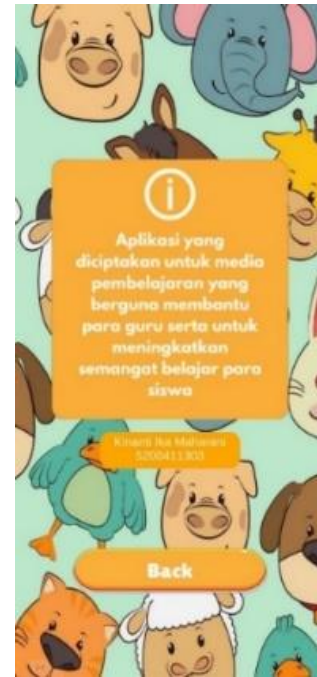 i
Aplikasi yang
diciptakan untuk media
pembelajaran yang
berguna membantu
para guru serta untuk
meningkatkan
semangat belajar para
siswa
Ika Maharani
5200411303
Back